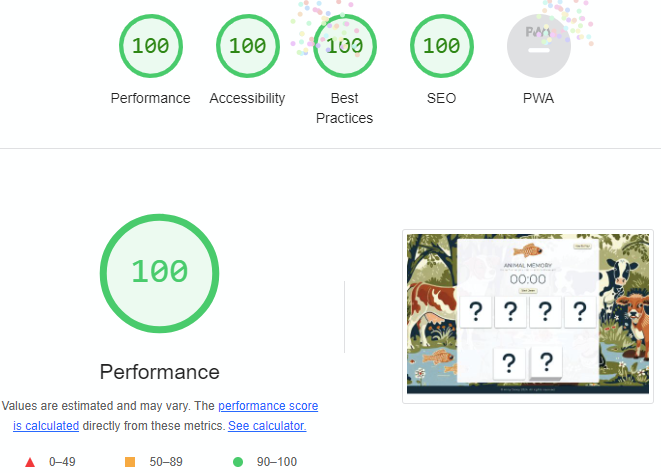 100 100 100 100 PWA
Performance Accessibility Best Practices SEO PWA
100
Performance
Values are estimated and may vary. The performance score
is calculated directly from these metrics. See calculator.
0–49 50–89 90–100
ANIMAL MEMORY
00:00
? ? ? ?
? ?